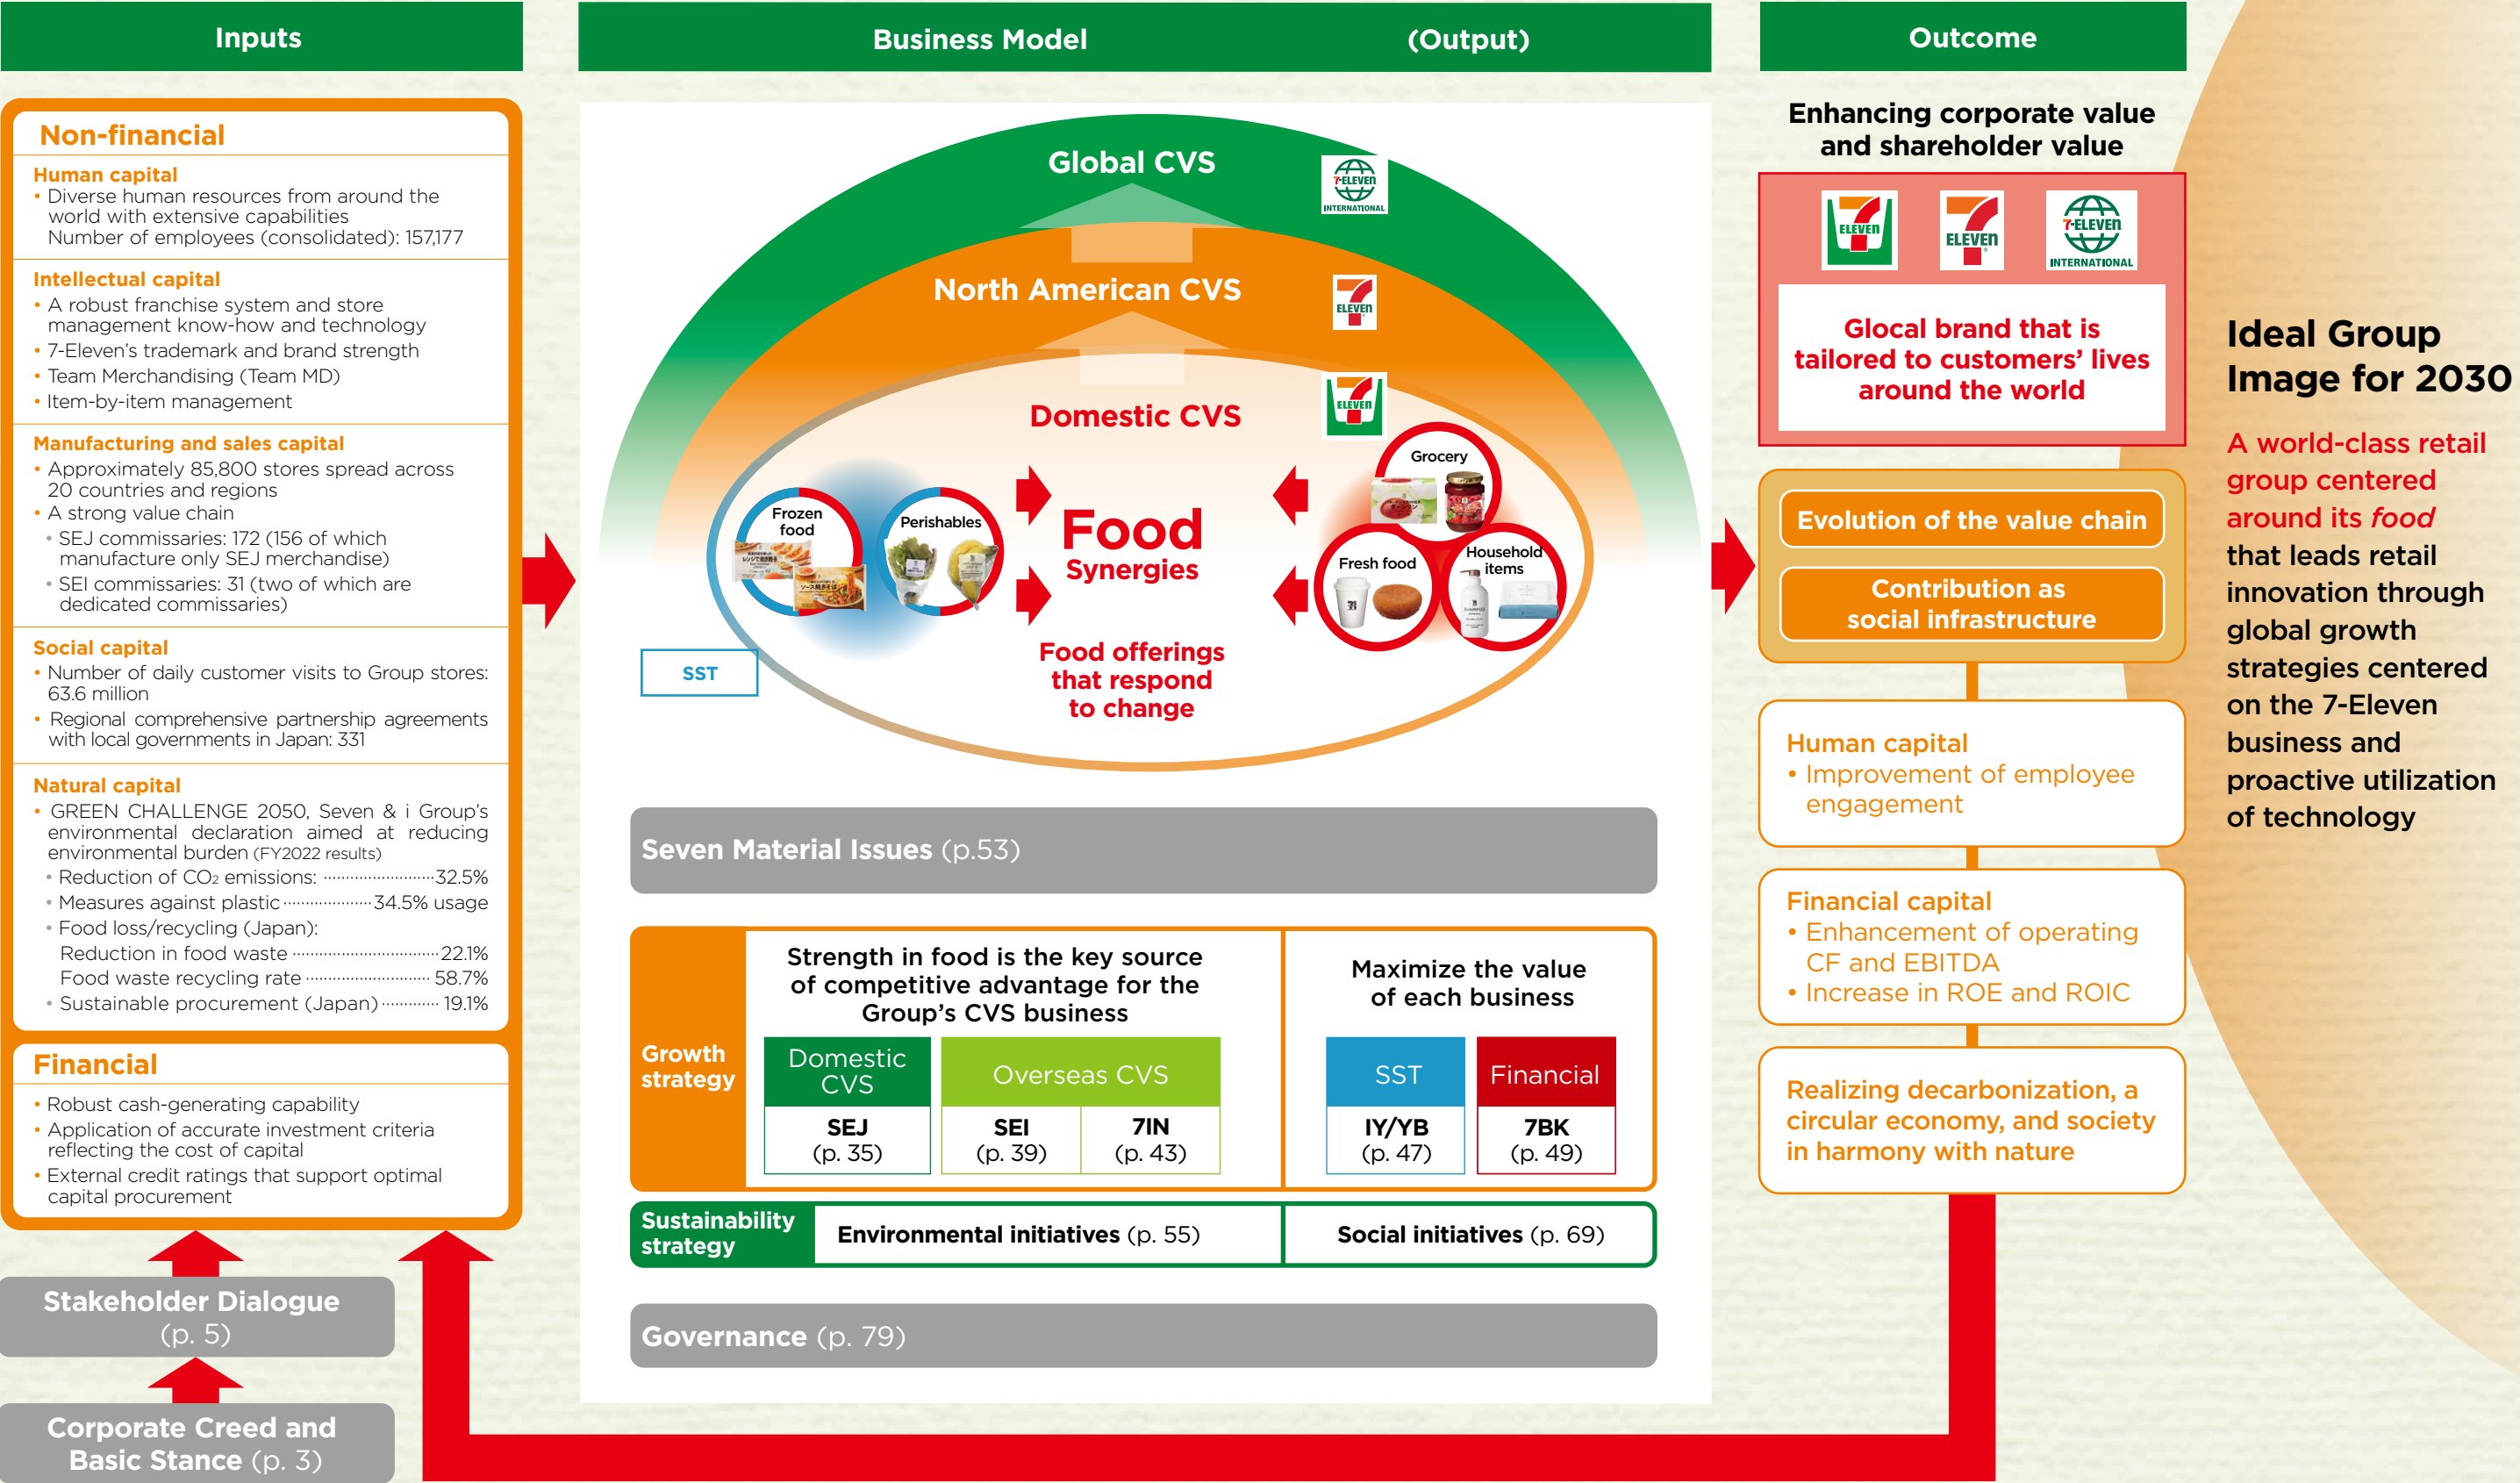 Inputs
Non-financial
Human capital
• Diverse human resources from around the
world with extensive capabilities
Number of employees (consolidated): 157,177
Intellectual capital
• A robust franchise system and store
management know-how and technology
• 7-Eleven's trademark and brand strength
• Team Merchandising (Team MD)
• Item-by-item management
Manufacturing and sales capital
• Approximately 85,800 stores spread across
20 countries and regions
• A strong value chain
• SEJ commissaries: 172 (156 of which
manufacture only SEJ merchandise)
• SEI commissaries: 31 (two of which are
dedicated commissaries)
Social capital
• Number of daily customer visits to Group stores:
63.6 million
• Regional comprehensive partnership agreements
with local governments in Japan: 331
Natural capital
• GREEN CHALLENGE 2050, Seven & i Group's
environmental declaration aimed at reducing
environmental burden (FY2022 results)
• Reduction of CO₂ emissions: 32.5%
• Measures against plastic 34.5% usage
• Food loss/recycling (Japan):
Reduction in food waste 22.1%
Food waste recycling rate 58.7%
• Sustainable procurement (Japan) 19.1%
Financial
• Robust cash-generating capability
• Application of accurate investment criteria
reflecting the cost of capital
• External credit ratings that support optimal
capital procurement
Stakeholder Dialogue
(p. 5)
Corporate Creed and
Basic Stance (p. 3)
Business Model (Output)
Global CVS
7-ELEVEN
INTERNATIONAL
North American CVS
7 ELEVEN
Domestic CVS
7 ELEVEN
Frozen
food
Perishables
Food
Synergies
Food offerings
that respond
to change
Grocery
Fresh food
Household
items
SST
Seven Material Issues (p.53)
Growth
strategy
Strength in food is the key source
of competitive advantage for the
Group's CVS business
Domestic
CVS
SEJ
(p. 35)
Overseas CVS
SEI
(p. 39)
7IN
(p. 43)
Maximize the value
of each business
SST
IY/YB
(p. 47)
Financial
7BK
(p. 49)
Sustainability
strategy
Environmental initiatives (p. 55)
Social initiatives (p. 69)
Governance (p. 79)
Outcome
Enhancing corporate value
and shareholder value
7 ELEVEN
7 ELEVEN
7-ELEVEN
INTERNATIONAL
Glocal brand that is
tailored to customers' lives
around the world
Evolution of the value chain
Contribution as
social infrastructure
Human capital
• Improvement of employee
engagement
Financial capital
• Enhancement of operating
CF and EBITDA
• Increase in ROE and ROIC
Realizing decarbonization, a
circular economy, and society
in harmony with nature
Ideal Group
Image for 2030
A world-class retail
group centered
around its food
that leads retail
innovation through
global growth
strategies centered
on the 7-Eleven
business and
proactive utilization
of technology